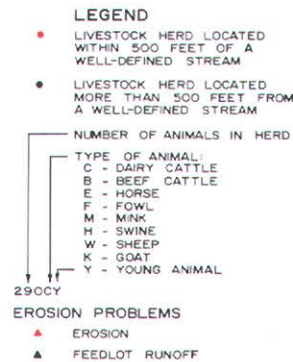 LEGEND
LIVESTOCK HERD LOCATED
WITHIN 500 FEET OF A
WELL-DEFINED STREAM
LIVESTOCK HERD LOCATED
MORE THAN 500 FEET FROM
A WELL-DEFINED STREAM
NUMBER OF ANIMALS IN HERD
TYPE OF ANIMAL:
C - DAIRY CATTLE
B - BEEF CATTLE
E - HORSE
F - FOWL
M - MINK
H - SWINE
W - SHEEP
K - GOAT
Y - YOUNG ANIMAL
290CY
EROSION PROBLEMS
EROSION
FEEDLOT RUNOFF